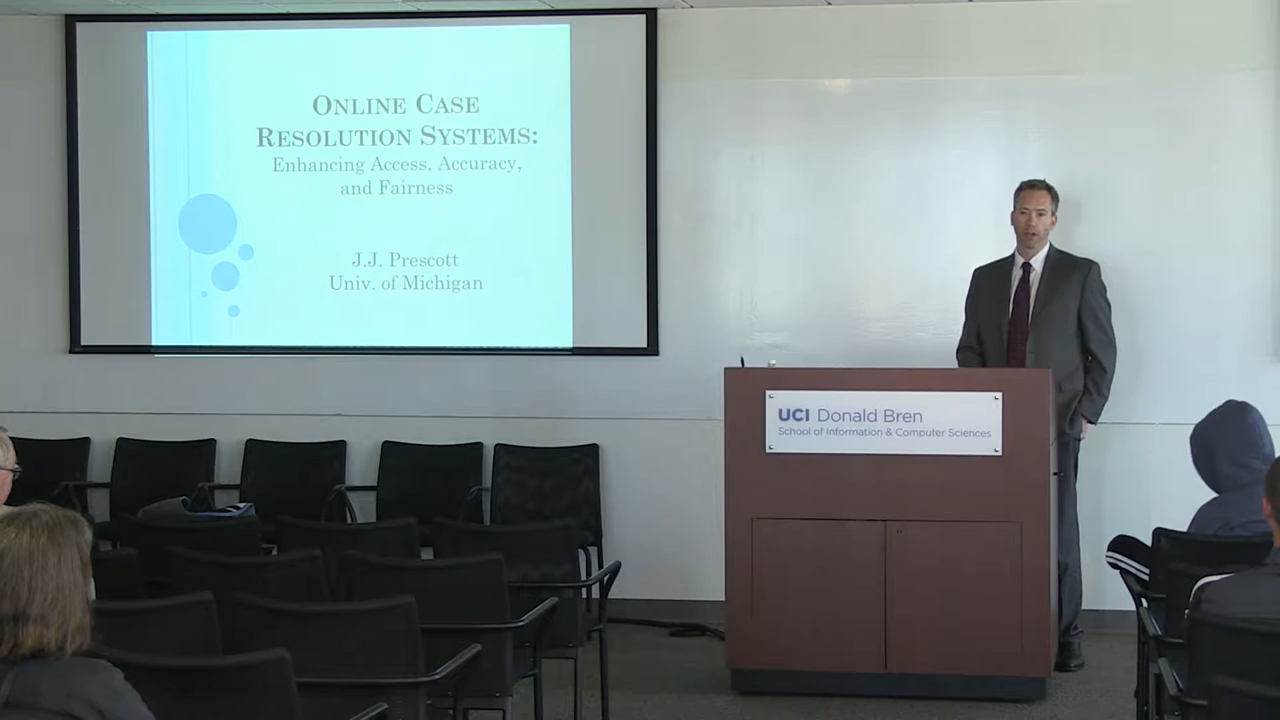 ONLINE CASE
RESOLUTION SYSTEMS:
Enhancing Access, Accuracy,
and Fairness
J.J. Prescott
Univ. of Michigan
UCI Donald Bren
School of Information & Computer Sciences